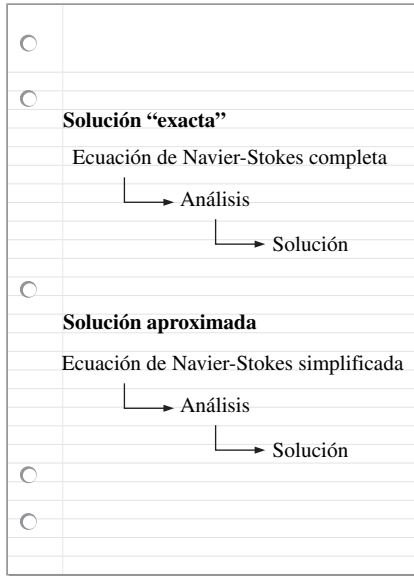 Solución “exacta”
Ecuación de Navier-Stokes completa
Análisis
Solución
Solución aproximada
Ecuación de Navier-Stokes simplificada
Análisis
Solución